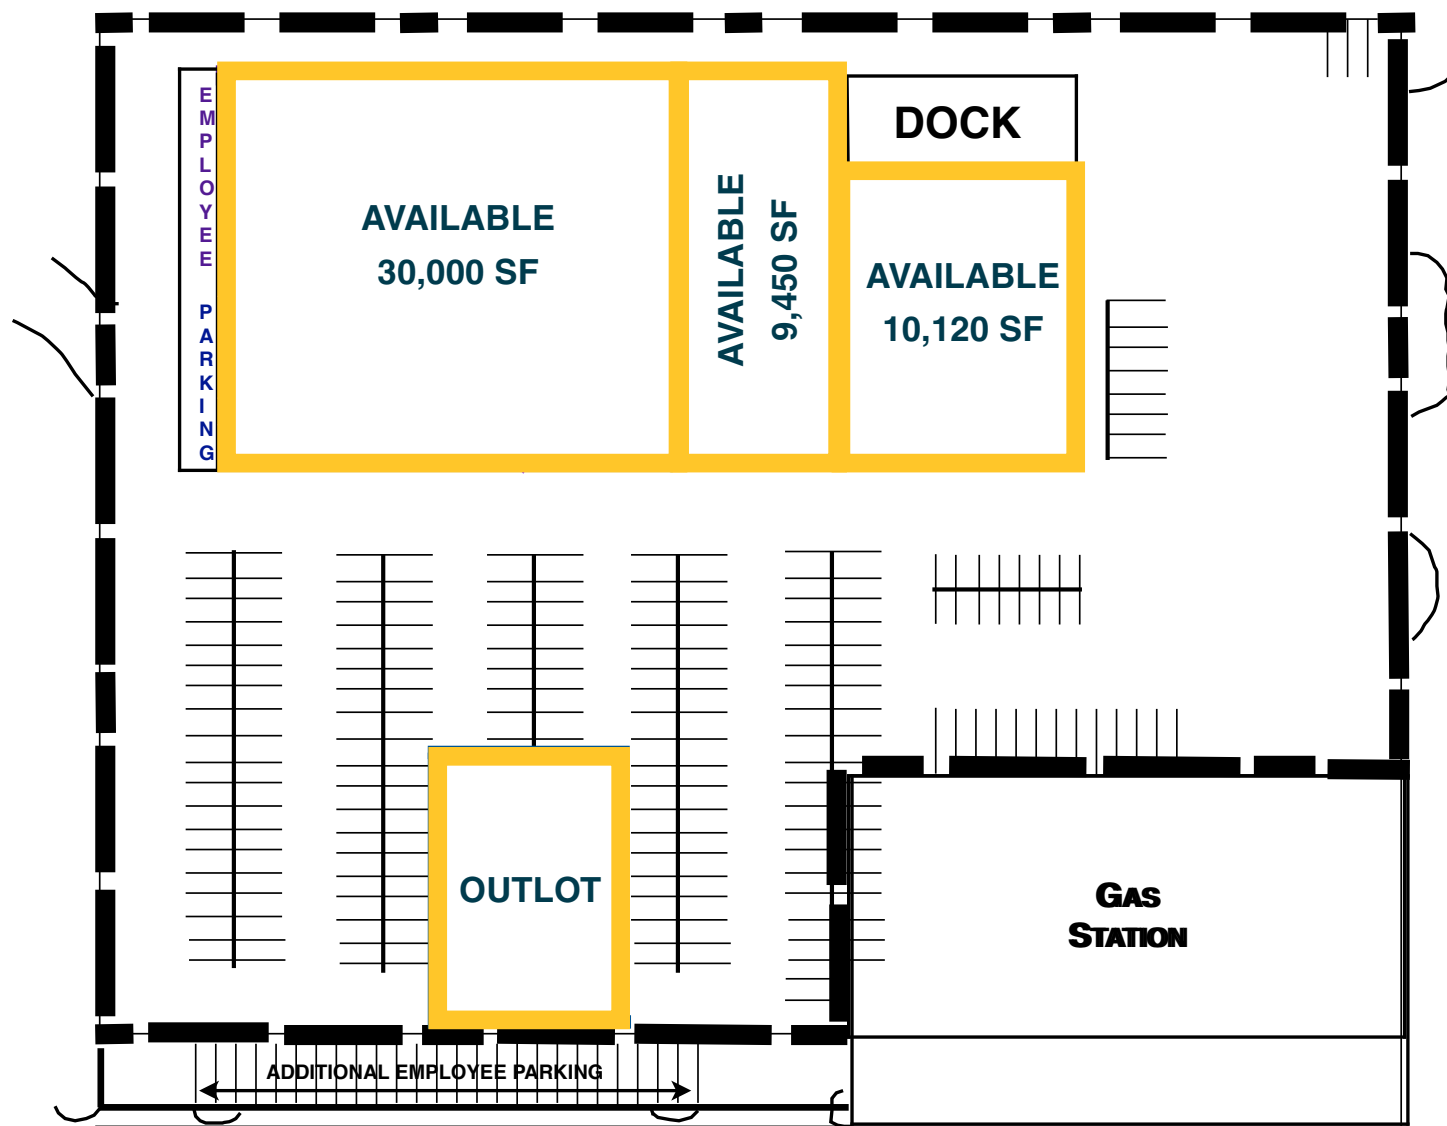 EMPLOYEE PARKING
AVAILABLE
30,000 SF
AVAILABLE
9,450 SF
DOCK
AVAILABLE
10,120 SF
OUTLOT
GAS
STATION
ADDITIONAL EMPLOYEE PARKING